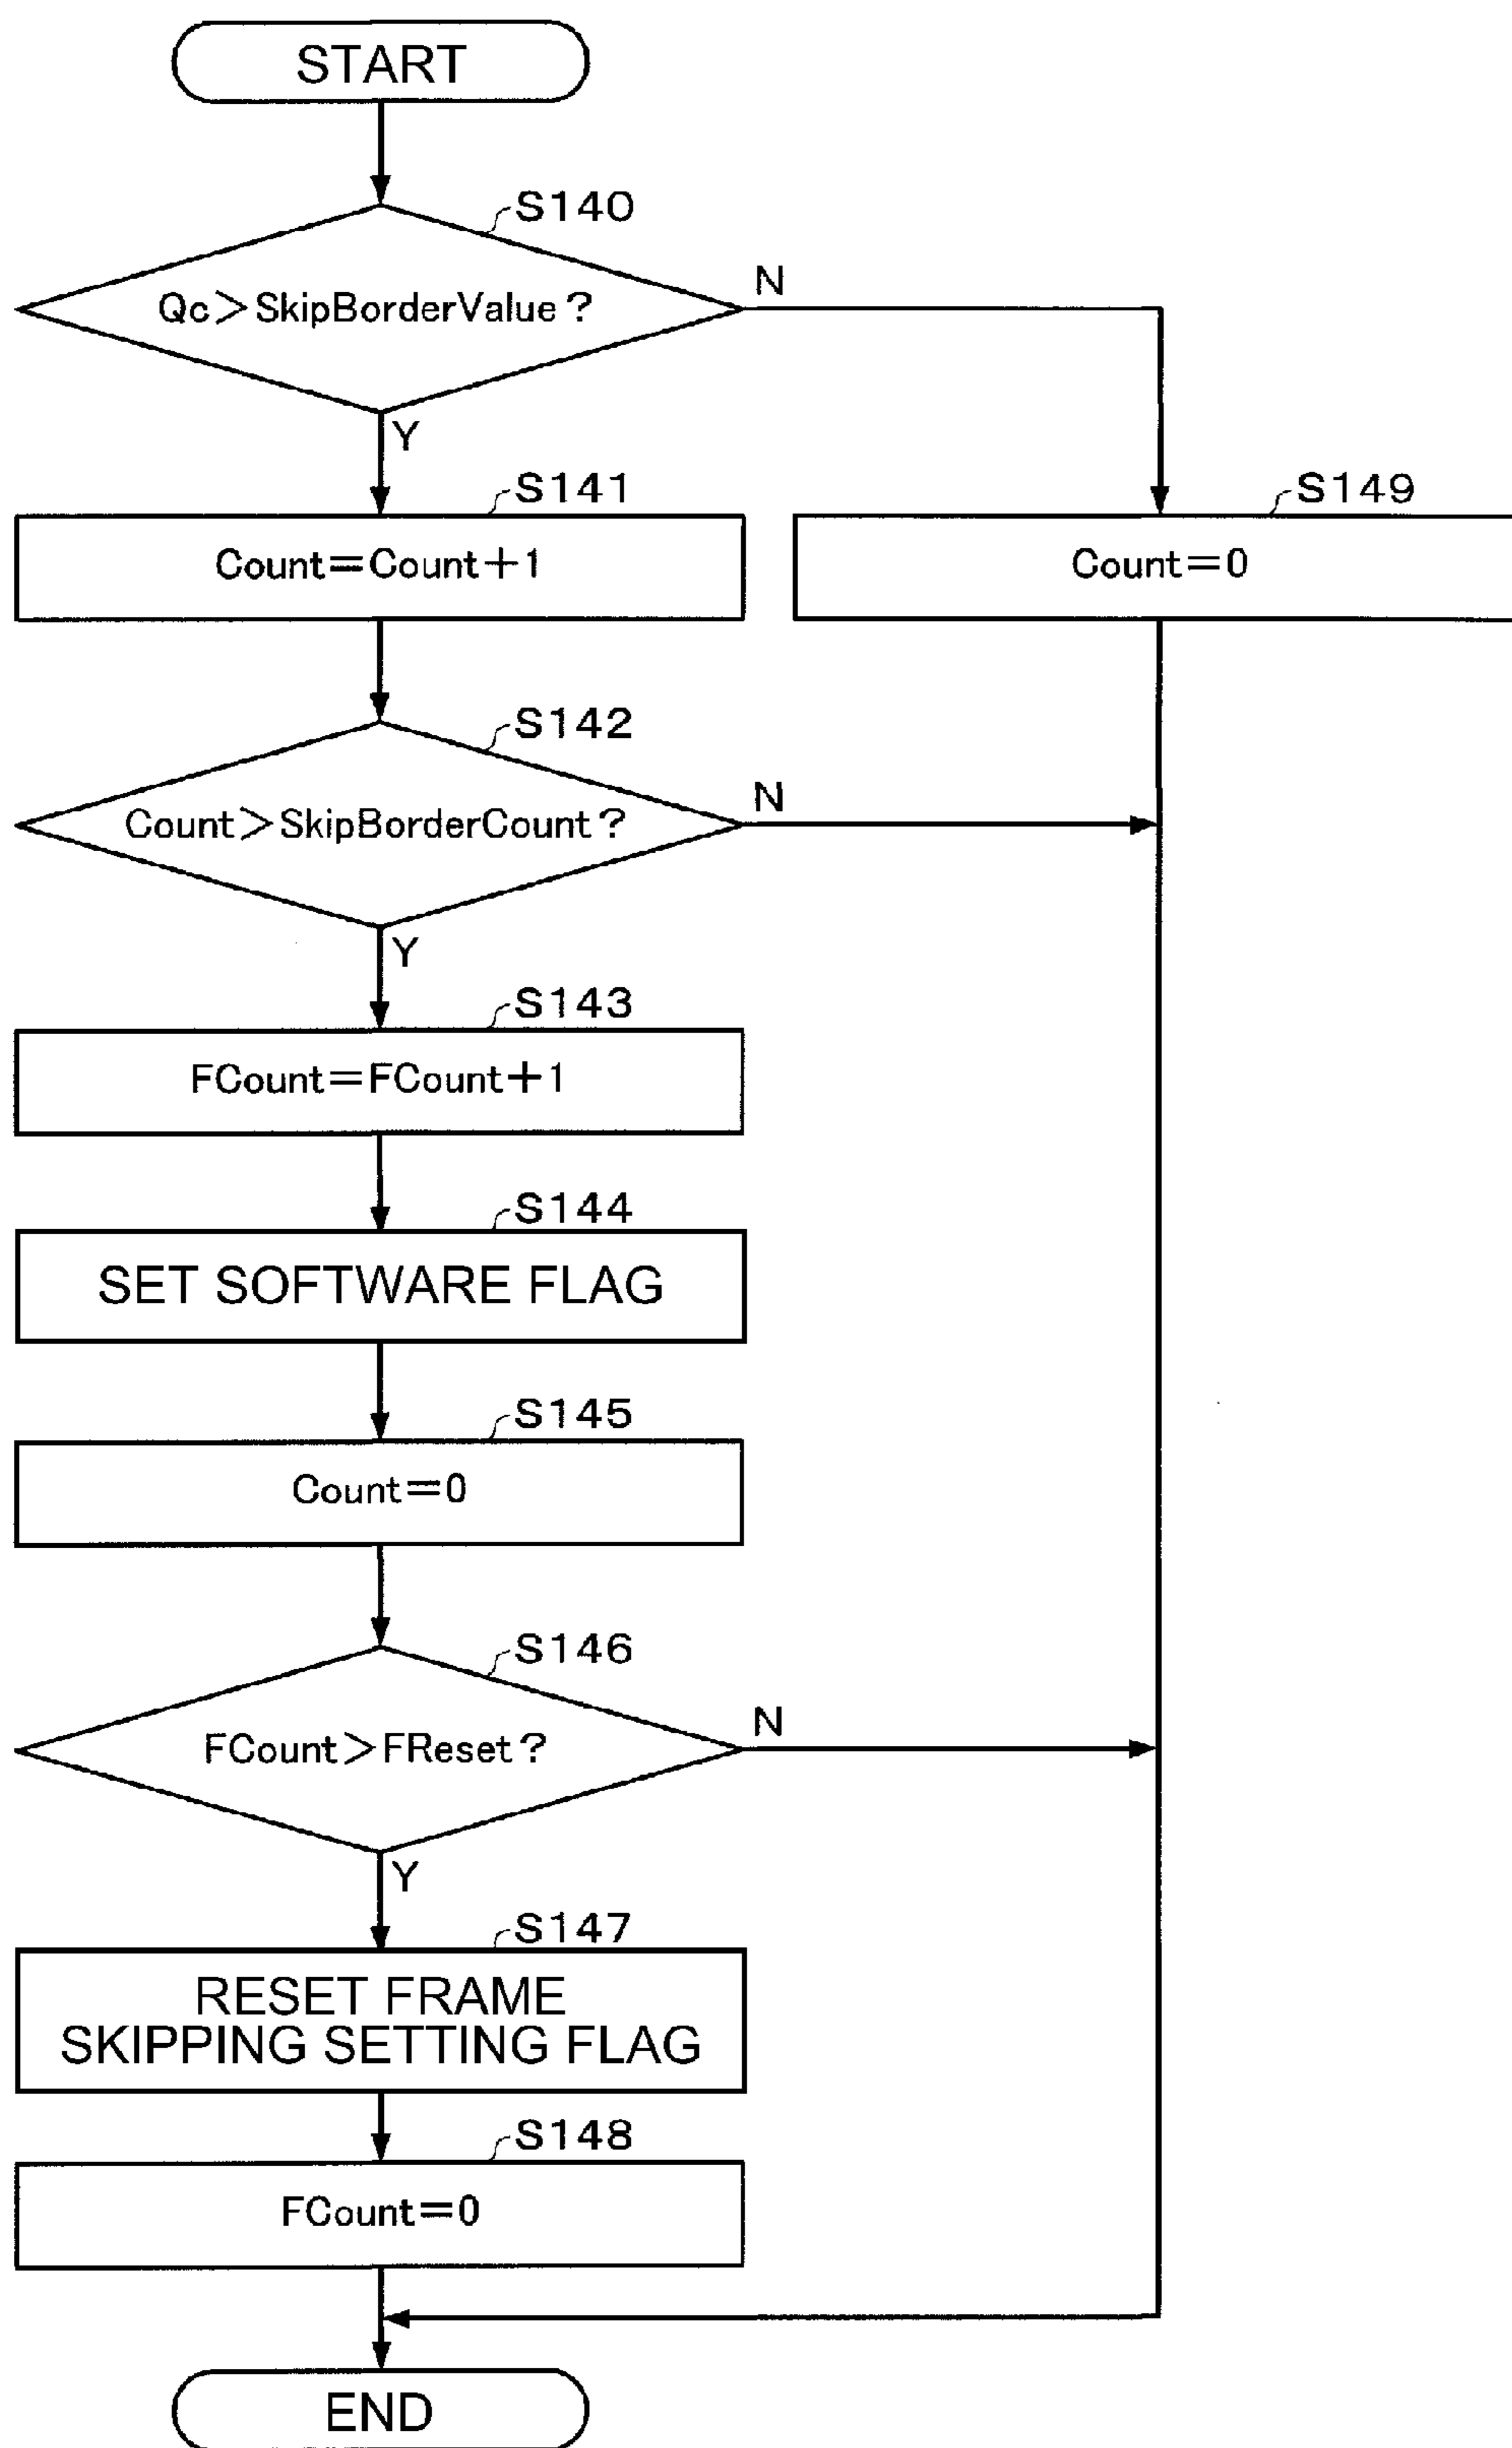 START
S140
Qc>SkipBorderValue?
N
Y
S141
Count=Count+1
S149
Count=0
S142
Count>SkipBorderCount?
N
Y
S143
FCount=FCount+1
S144
SET SOFTWARE FLAG
S145
Count=0
S146
FCount>FReset?
N
Y
S147
RESET FRAME
SKIPPING SETTING FLAG
S148
FCount=0
END